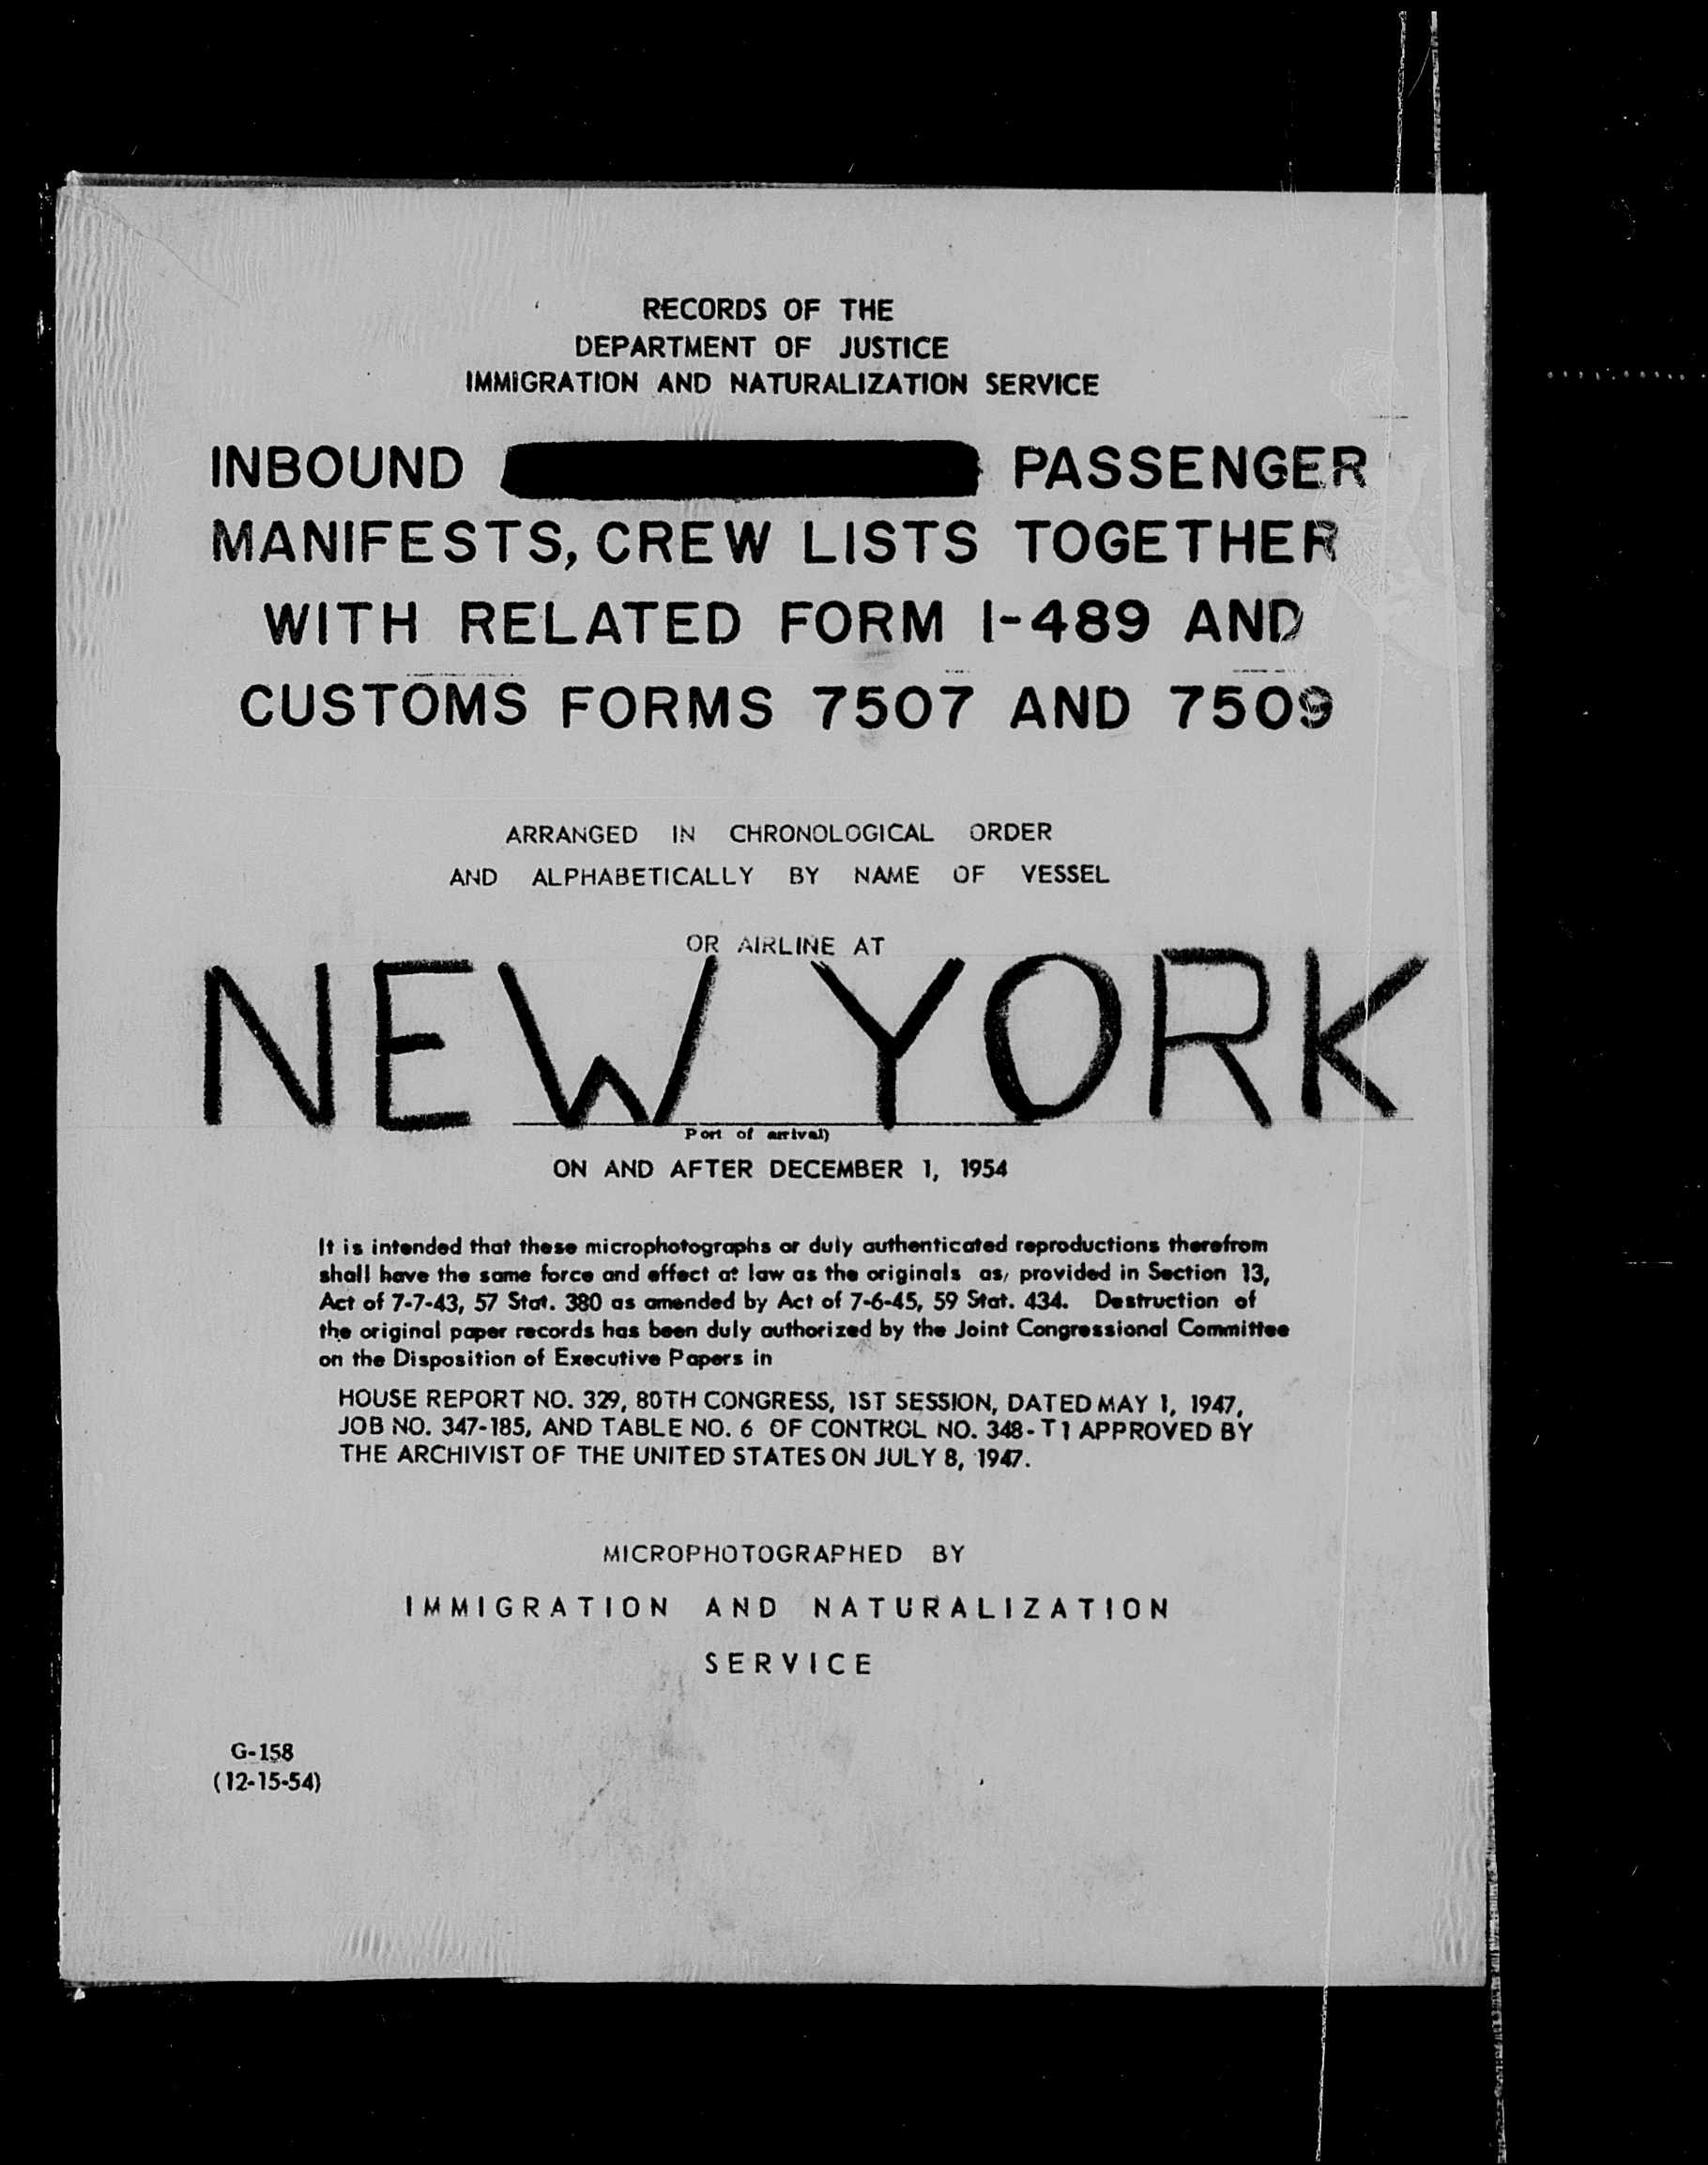 RECORDS OF THE
DEPARTMENT OF JUSTICE
IMMIGRATION AND NATURALIZATION SERVICE
INBOUND PASSENGER
MANIFESTS, CREW LISTS TOGETHER
WITH RELATED FORM I-489 AND
CUSTOMS FORMS 7507 AND 7509
ARRANGED IN CHRONOLOGICAL ORDER
AND ALPHABETICALLY BY NAME OF VESSEL
OR AIRLINE AT
NEW YORK
Port of arrival)
ON AND AFTER DECEMBER 1, 1954
It is intended that these microphotographs or duly authenticated reproductions therefrom
shall have the same force and effect at law as the originals as, provided in Section 13,
Act of 7-7-43, 57 Stat. 380 as amended by Act of 7-6-45, 59 Stat. 434. Destruction of
the original paper records has been duly authorized by the Joint Congressional Committee
on the Disposition of Executive Papers in
HOUSE REPORT NO. 329, 80TH CONGRESS, 1ST SESSION, DATED MAY 1, 1947,
JOB NO. 347-185, AND TABLE NO. 6 OF CONTROL NO. 348-T1 APPROVED BY
THE ARCHIVIST OF THE UNITED STATES ON JULY 8, 1947.
MICROPHOTOGRAPHED BY
IMMIGRATION AND NATURALIZATION
SERVICE
G-158
(12-15-54)